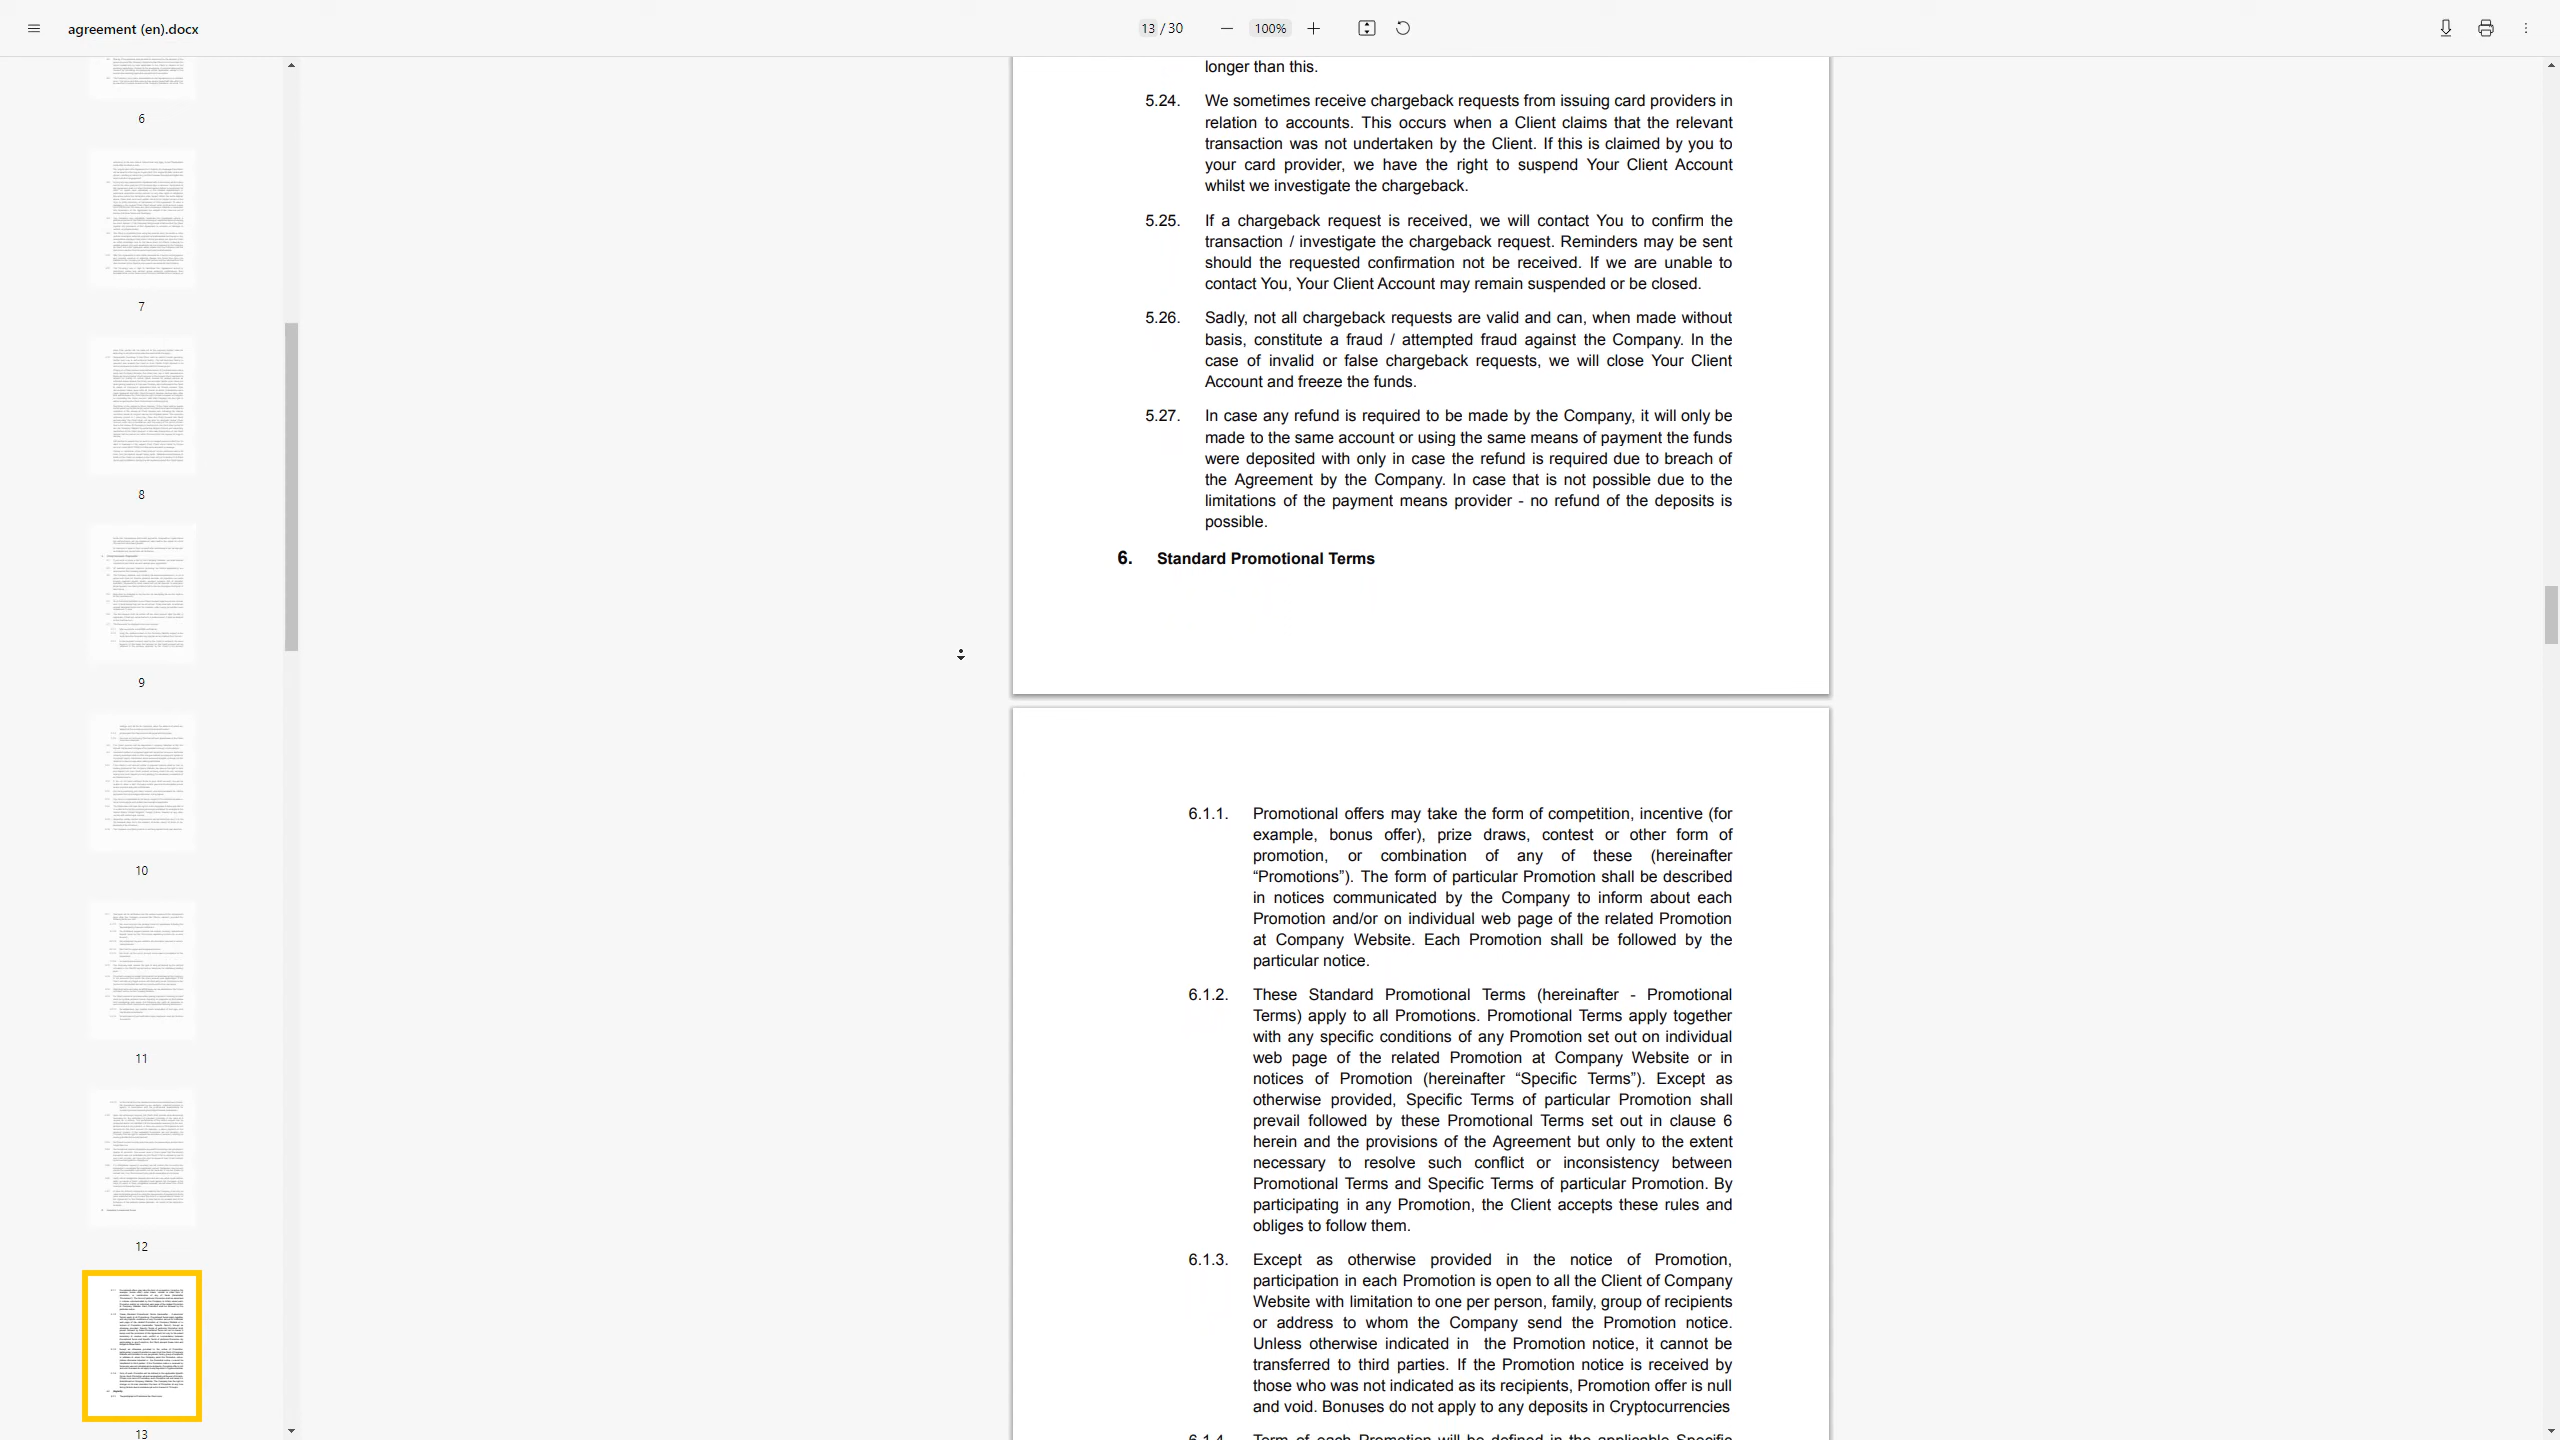 agreement (en).docx
13 / 30
100%
6
7
8
9
10
11
12
13
longer than this.
5.24. We sometimes receive chargeback requests from issuing card providers in
relation to accounts. This occurs when a Client claims that the relevant
transaction was not undertaken by the Client. If this is claimed by you to
your card provider, we have the right to suspend Your Client Account
whilst we investigate the chargeback.
5.25. If a chargeback request is received, we will contact You to confirm the
transaction / investigate the chargeback request. Reminders may be sent
should the requested confirmation not be received. If we are unable to
contact You, Your Client Account may remain suspended or be closed.
5.26. Sadly, not all chargeback requests are valid and can, when made without
basis, constitute a fraud / attempted fraud against the Company. In the
case of invalid or false chargeback requests, we will close Your Client
Account and freeze the funds.
5.27. In case any refund is required to be made by the Company, it will only be
made to the same account or using the same means of payment the funds
were deposited with only in case the refund is required due to breach of
the Agreement by the Company. In case that is not possible due to the
limitations of the payment means provider - no refund of the deposits is
possible.
6. Standard Promotional Terms
6.1.1. Promotional offers may take the form of competition, incentive (for
example, bonus offer), prize draws, contest or other form of
promotion, or combination of any of these (hereinafter
“Promotions”). The form of particular Promotion shall be described
in notices communicated by the Company to inform about each
Promotion and/or on individual web page of the related Promotion
at Company Website. Each Promotion shall be followed by the
particular notice.
6.1.2. These Standard Promotional Terms (hereinafter - Promotional
Terms) apply to all Promotions. Promotional Terms apply together
with any specific conditions of any Promotion set out on individual
web page of the related Promotion at Company Website or in
notices of Promotion (hereinafter “Specific Terms”). Except as
otherwise provided, Specific Terms of particular Promotion shall
prevail followed by these Promotional Terms set out in clause 6
herein and the provisions of the Agreement but only to the extent
necessary to resolve such conflict or inconsistency between
Promotional Terms and Specific Terms of particular Promotion. By
participating in any Promotion, the Client accepts these rules and
obliges to follow them.
6.1.3. Except as otherwise provided in the notice of Promotion,
participation in each Promotion is open to all the Client of Company
Website with limitation to one per person, family, group of recipients
or address to whom the Company send the Promotion notice.
Unless otherwise indicated in the Promotion notice, it cannot be
transferred to third parties. If the Promotion notice is received by
those who was not indicated as its recipients, Promotion offer is null
and void. Bonuses do not apply to any deposits in Cryptocurrencies
6.1.4. Term of each Promotion will be defined in the applicable Specific